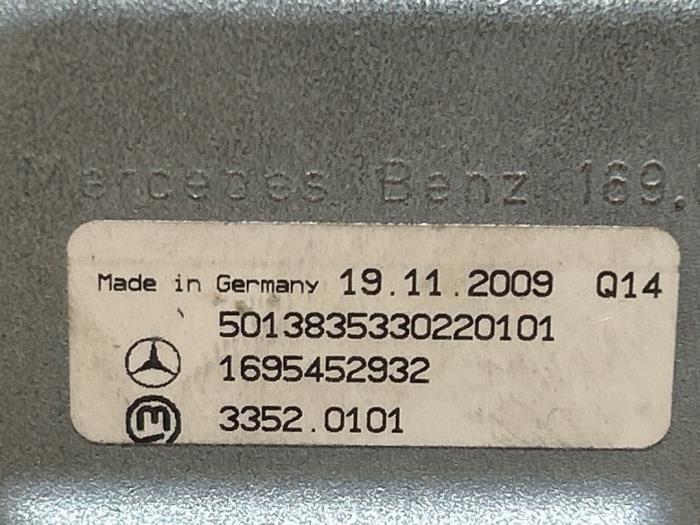 Mercedes Benz 169.
Made in Germany 19.11.2009 Q14
5013835330220101
1695452932
3352.0101